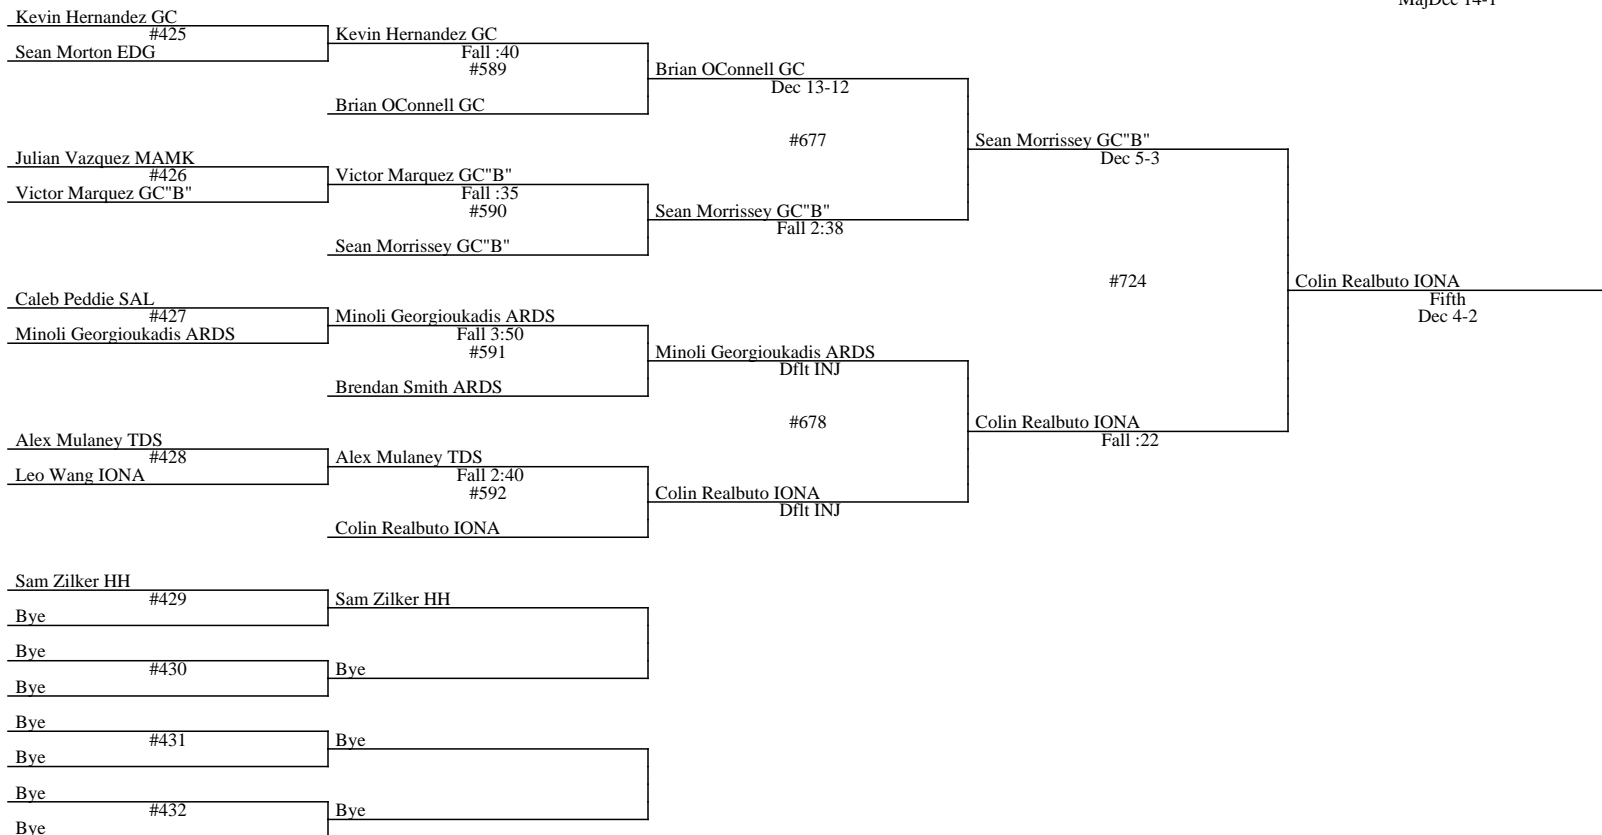 MajDec 14-1
Kevin Hernandez GC
#425
Sean Morton EDG
Kevin Hernandez GC
Fall :40
#589
Brian OConnell GC
Brian OConnell GC
Dec 13-12
#677
Julian Vazquez MAMK
#426
Victor Marquez GC"B"
Victor Marquez GC"B"
Fall :35
#590
Sean Morrissey GC"B"
Sean Morrissey GC"B"
Fall 2:38
Sean Morrissey GC"B"
Dec 5-3
#724
Caleb Peddie SAL
#427
Minoli Georgioukadis ARDS
Minoli Georgioukadis ARDS
Fall 3:50
#591
Brendan Smith ARDS
Minoli Georgioukadis ARDS
Dflt INJ
#678
Alex Mulaney TDS
#428
Leo Wang IONA
Alex Mulaney TDS
Fall 2:40
#592
Colin Realbuto IONA
Colin Realbuto IONA
Dflt INJ
Colin Realbuto IONA
Fall :22
Colin Realbuto IONA
Fifth
Dec 4-2
Sam Zilker HH
#429
Bye
Sam Zilker HH
Bye
#430
Bye
Bye
Bye
#431
Bye
Bye
Bye
#432
Bye
Bye